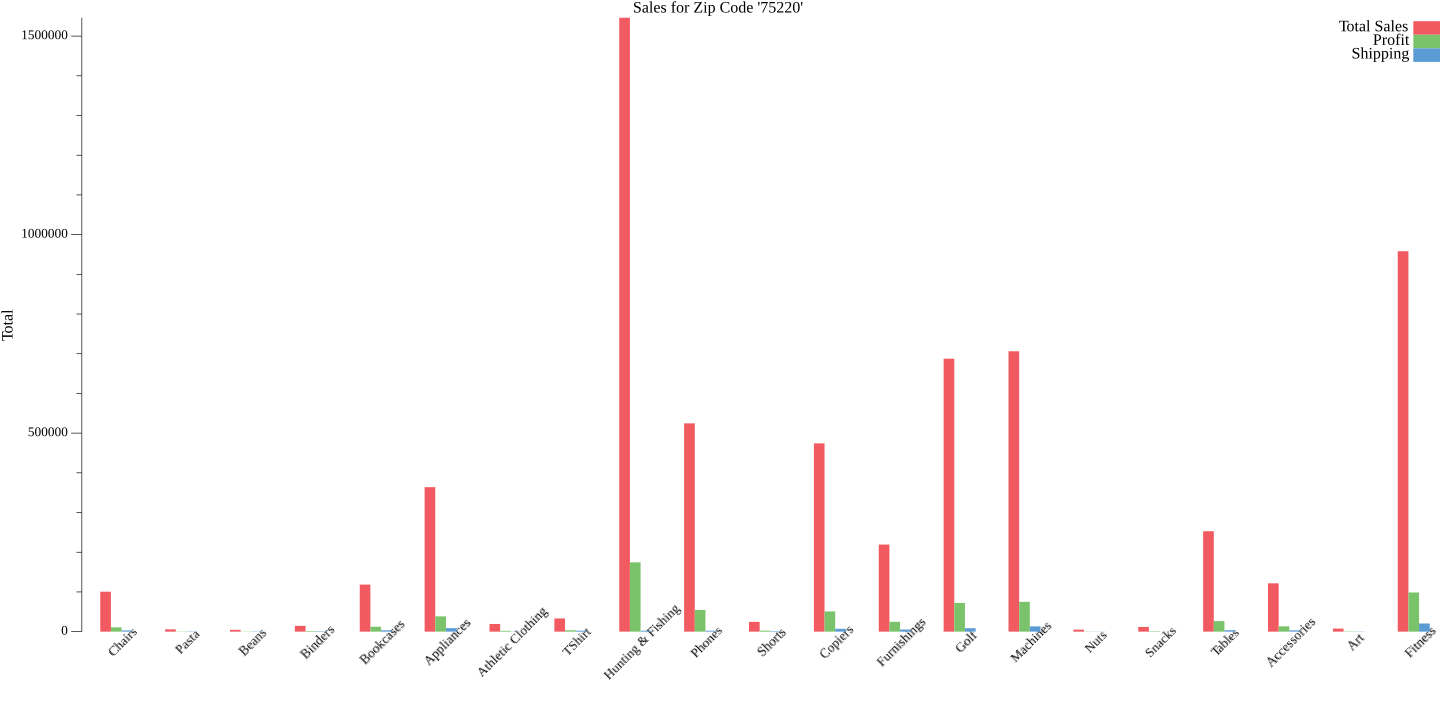 Sales for Zip Code '75220'
Total Sales
Profit
Shipping
1500000
1000000
500000
0
Total
Chairs
Pasta
Beans
Binders
Bookcases
Appliances
Athletic Clothing
TShirt
Hunting & Fishing
Phones
Shorts
Copiers
Furnishings
Golf
Machines
Nuts
Snacks
Tables
Accessories
Art
Fitness